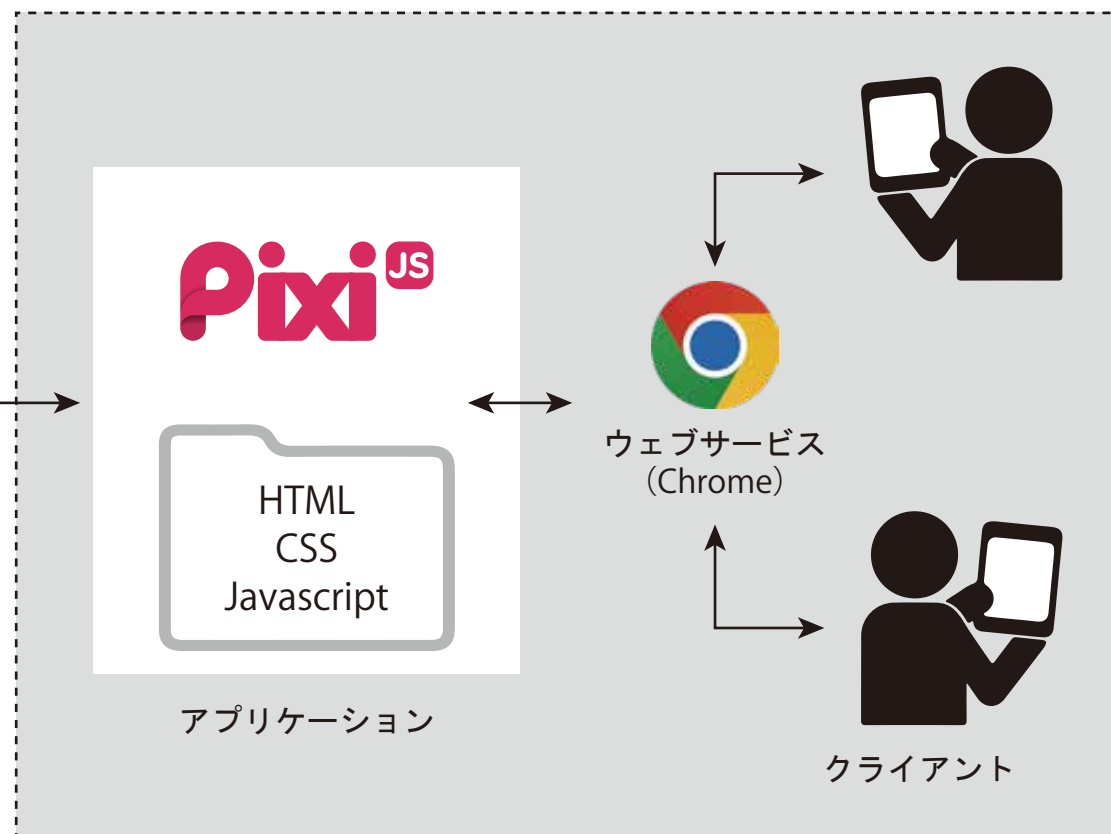 Pixi JS
HTML
CSS
Javascript
アプリケーション
ウェブサービス
（Chrome）
クライアント